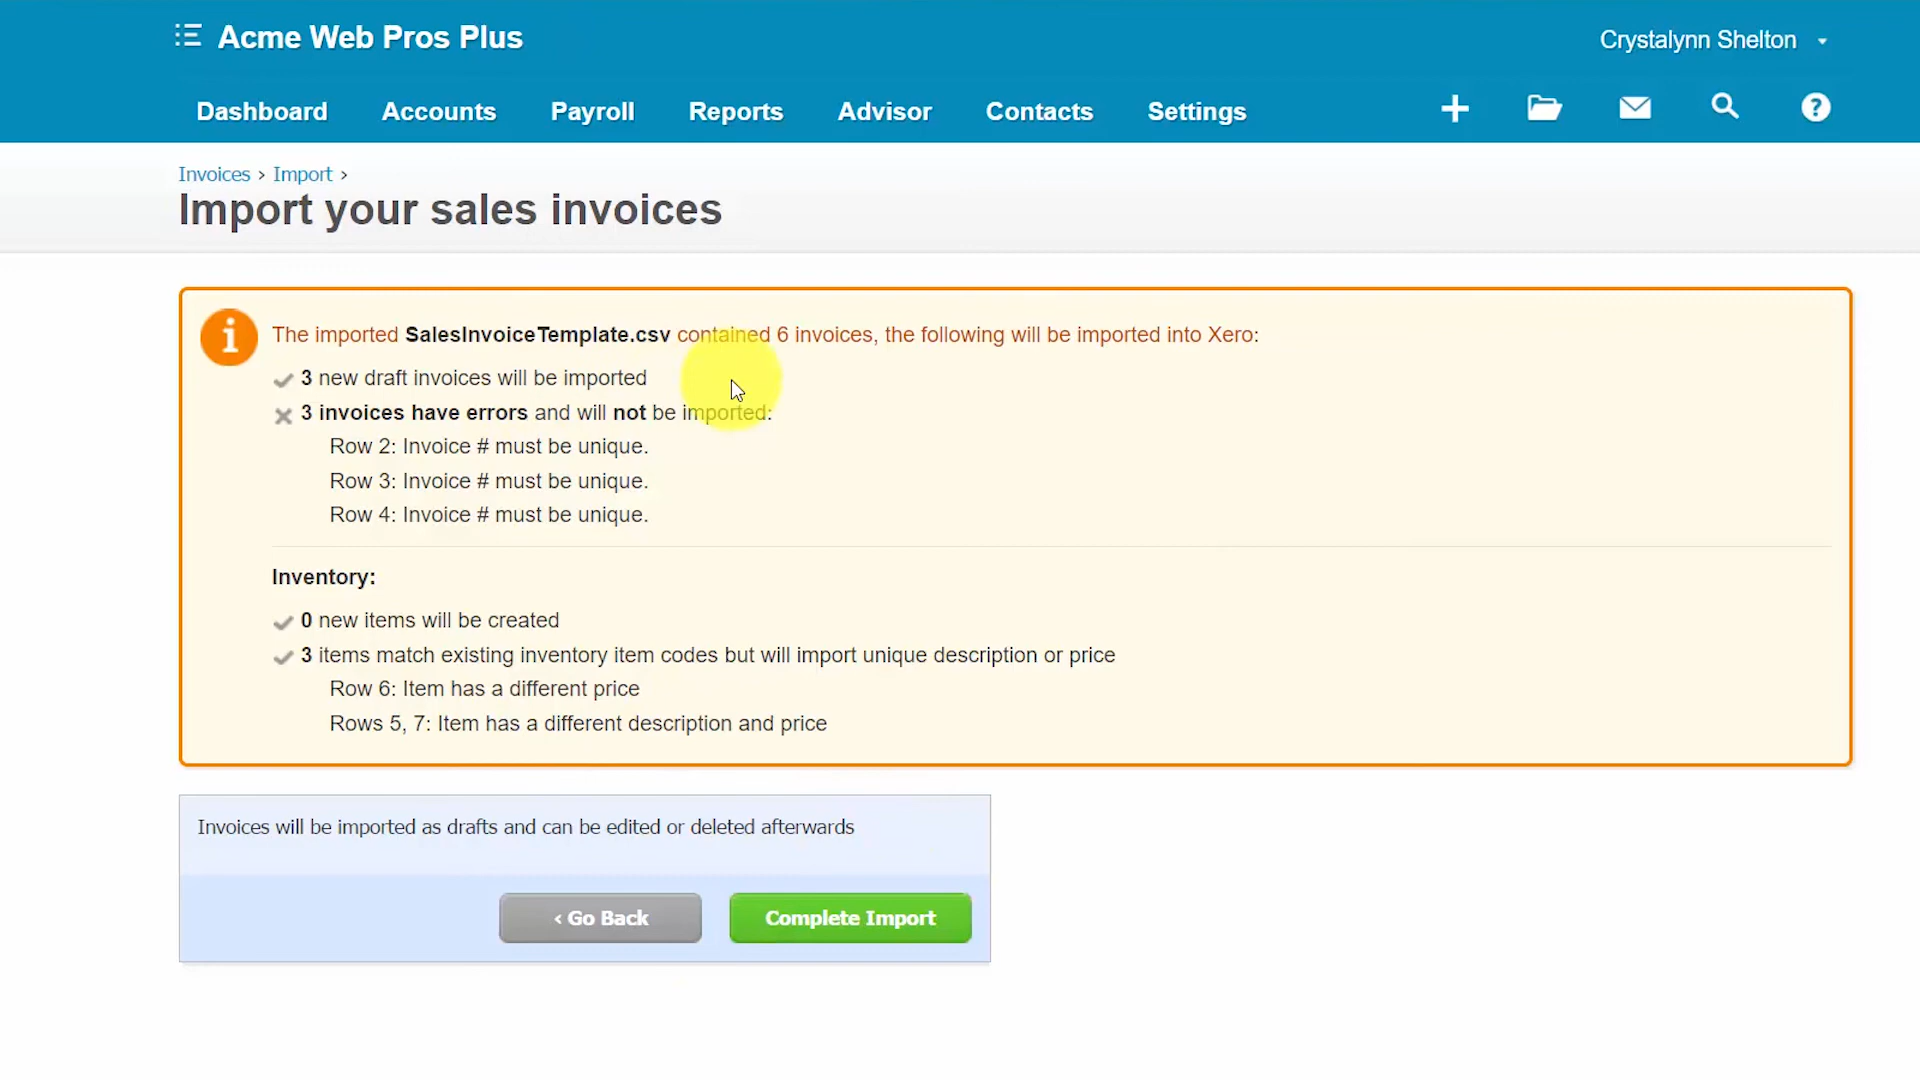 Acme Web Pros Plus
Crystalynn Shelton
Dashboard Accounts Payroll Reports Advisor Contacts Settings
Invoices › Import ›
Import your sales invoices
The imported SalesInvoiceTemplate.csv contained 6 invoices, the following will be imported into Xero:
3 new draft invoices will be imported
3 invoices have errors and will not be imported:
Row 2: Invoice # must be unique.
Row 3: Invoice # must be unique.
Row 4: Invoice # must be unique.
Inventory:
0 new items will be created
3 items match existing inventory item codes but will import unique description or price
Row 6: Item has a different price
Rows 5, 7: Item has a different description and price
Invoices will be imported as drafts and can be edited or deleted afterwards
‹ Go Back
Complete Import